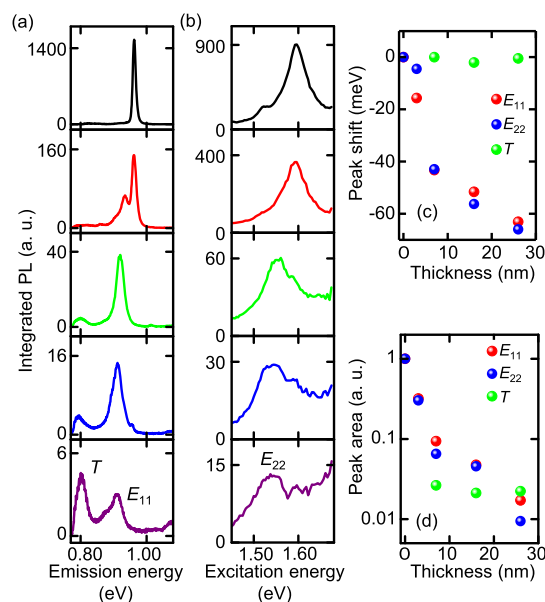 (a)
(b)
1400
0
900
0
160
0
400
0
40
0
60
0
16
0
30
0
6
0
15
0
T
E11
E22
0.80
1.00
1.50
1.60
Integrated PL (a. u.)
Emission energy
(eV)
Excitation energy
(eV)
0
-20
-40
-60
Peak shift (meV)
E11
E22
T
(c)
0
10
20
30
Thickness (nm)
1
0.1
0.01
Peak area (a. u.)
E11
E22
T
(d)
0
10
20
30
Thickness (nm)